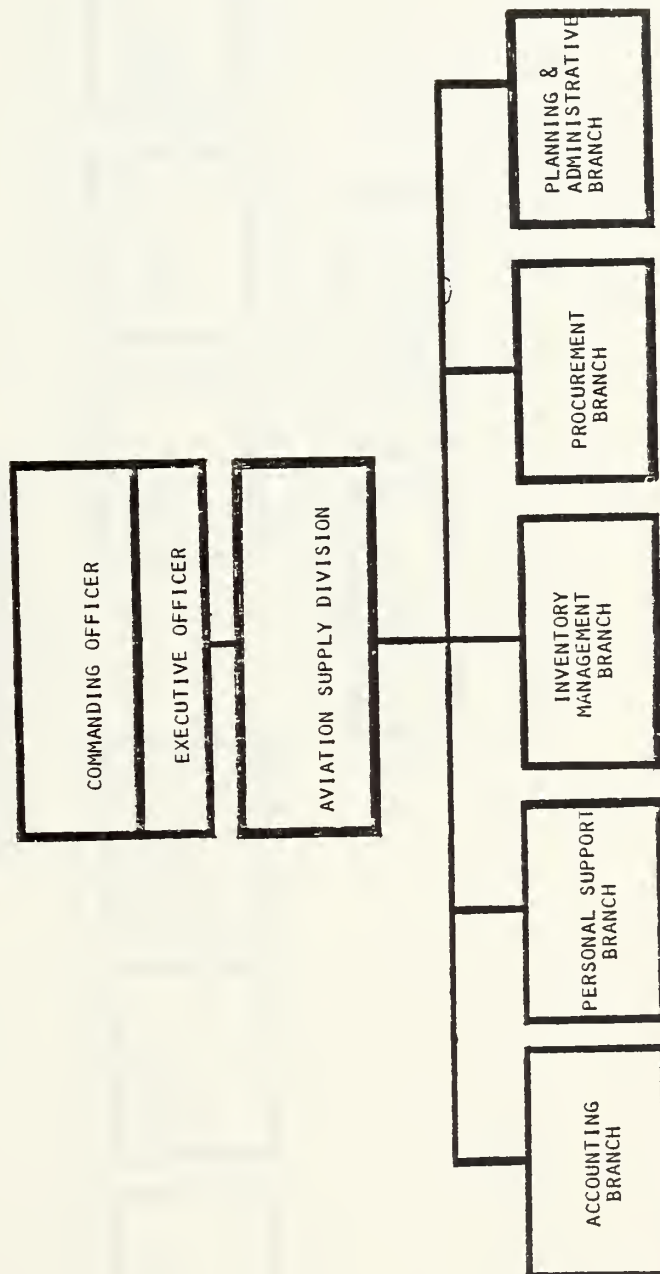 COMMANDING OFFICER
EXECUTIVE OFFICER
AVIATION SUPPLY DIVISION
ACCOUNTING
BRANCH
PERSONAL SUPPORT
BRANCH
INVENTORY
MANAGEMENT
BRANCH
PROCUREMENT
BRANCH
PLANNING &
ADMINISTRATIVE
BRANCH